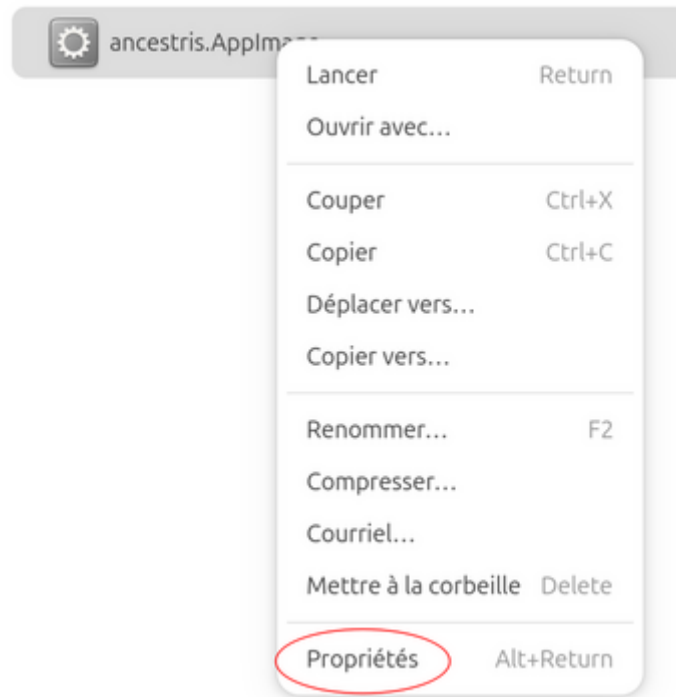 ancestris.AppImage
Lancer Return
Ouvrir avec...
Couper Ctrl+X
Copier Ctrl+C
Déplacer vers...
Copier vers...
Renommer... F2
Compresser...
Courriel...
Mettre à la corbeille Delete
Propriétés Alt+Return